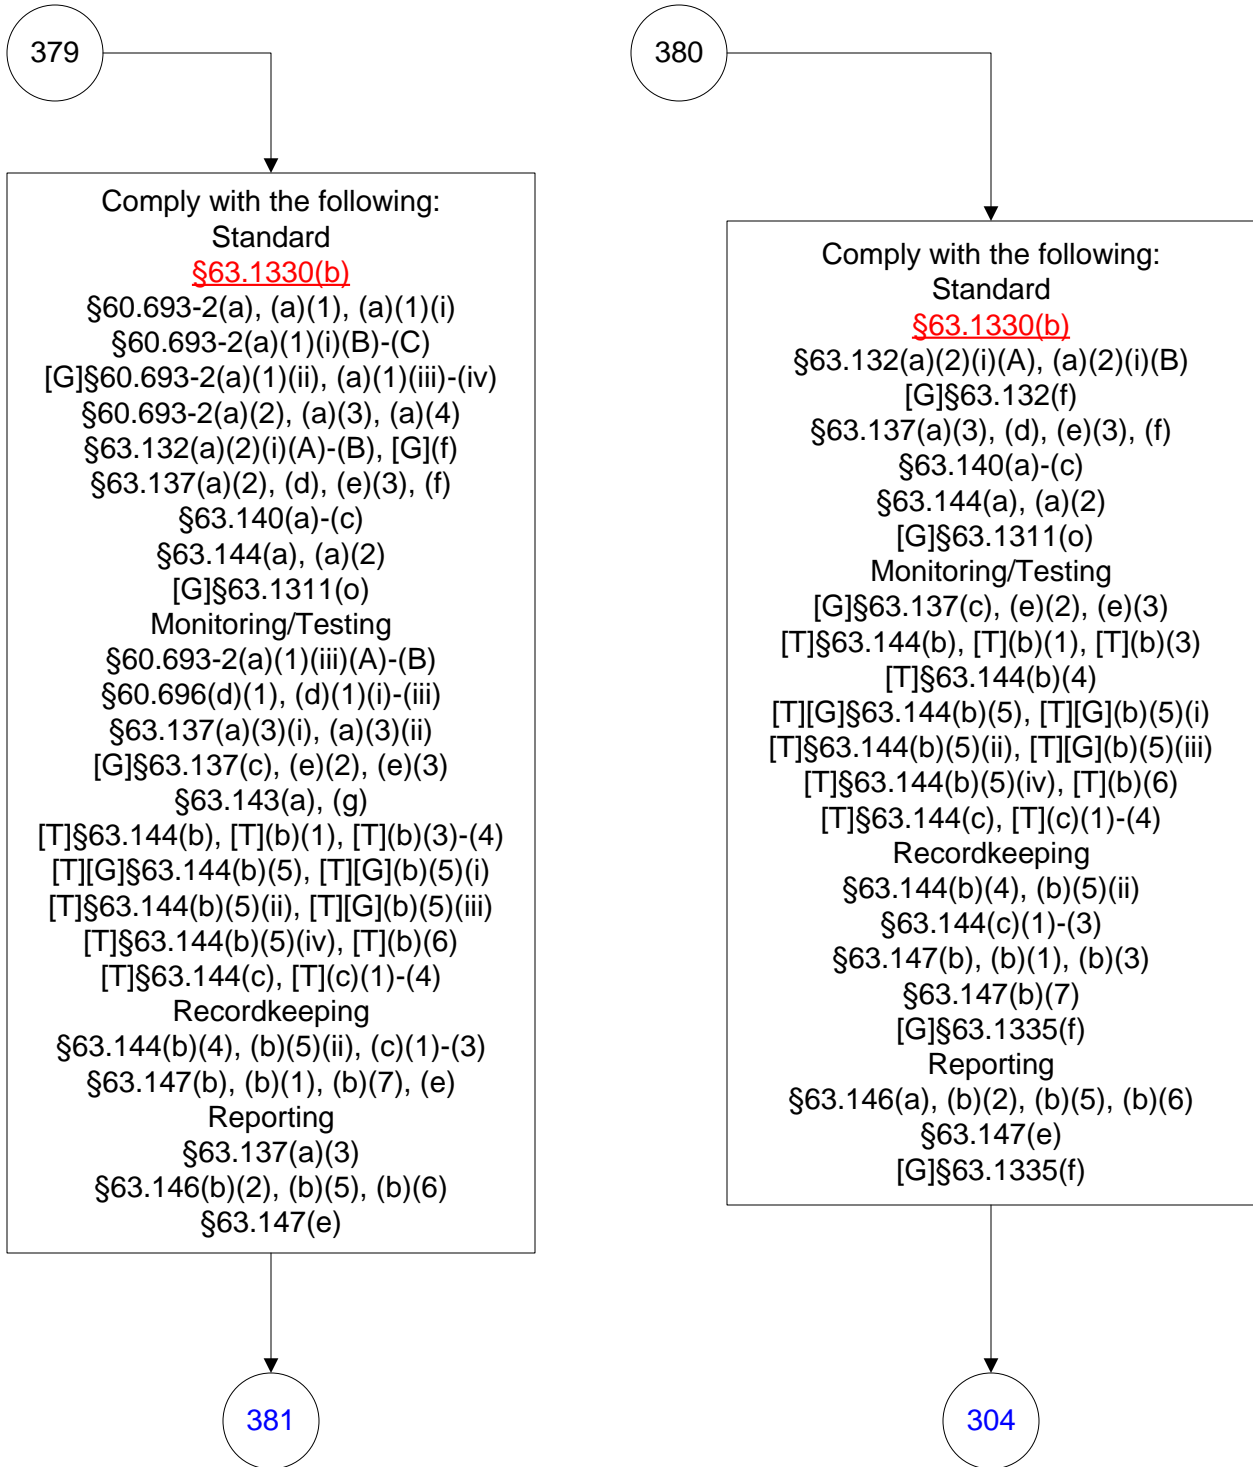 379
Comply with the following:
Standard
§63.1330(b)
§60.693-2(a), (a)(1), (a)(1)(i)
§60.693-2(a)(1)(i)(B)-(C)
[G]§60.693-2(a)(1)(ii), (a)(1)(iii)-(iv)
§60.693-2(a)(2), (a)(3), (a)(4)
§63.132(a)(2)(i)(A)-(B), [G](f)
§63.137(a)(2), (d), (e)(3), (f)
§63.140(a)-(c)
§63.144(a), (a)(2)
[G]§63.1311(o)
Monitoring/Testing
§60.693-2(a)(1)(iii)(A)-(B)
§60.696(d)(1), (d)(1)(i)-(iii)
§63.137(a)(3)(i), (a)(3)(ii)
[G]§63.137(c), (e)(2), (e)(3)
§63.143(a), (g)
[T]§63.144(b), [T](b)(1), [T](b)(3)-(4)
[T][G]§63.144(b)(5), [T][G](b)(5)(i)
[T]§63.144(b)(5)(ii), [T][G](b)(5)(iii)
[T]§63.144(b)(5)(iv), [T](b)(6)
[T]§63.144(c), [T](c)(1)-(4)
Recordkeeping
§63.144(b)(4), (b)(5)(ii), (c)(1)-(3)
§63.147(b), (b)(1), (b)(7), (e)
Reporting
§63.137(a)(3)
§63.146(b)(2), (b)(5), (b)(6)
§63.147(e)
381
380
Comply with the following:
Standard
§63.1330(b)
§63.132(a)(2)(i)(A), (a)(2)(i)(B)
[G]§63.132(f)
§63.137(a)(3), (d), (e)(3), (f)
§63.140(a)-(c)
§63.144(a), (a)(2)
[G]§63.1311(o)
Monitoring/Testing
[G]§63.137(c), (e)(2), (e)(3)
[T]§63.144(b), [T](b)(1), [T](b)(3)
[T]§63.144(b)(4)
[T][G]§63.144(b)(5), [T][G](b)(5)(i)
[T]§63.144(b)(5)(ii), [T][G](b)(5)(iii)
[T]§63.144(b)(5)(iv), [T](b)(6)
[T]§63.144(c), [T](c)(1)-(4)
Recordkeeping
§63.144(b)(4), (b)(5)(ii)
§63.144(c)(1)-(3)
§63.147(b), (b)(1), (b)(3)
§63.147(b)(7)
[G]§63.1335(f)
Reporting
§63.146(a), (b)(2), (b)(5), (b)(6)
§63.147(e)
[G]§63.1335(f)
304